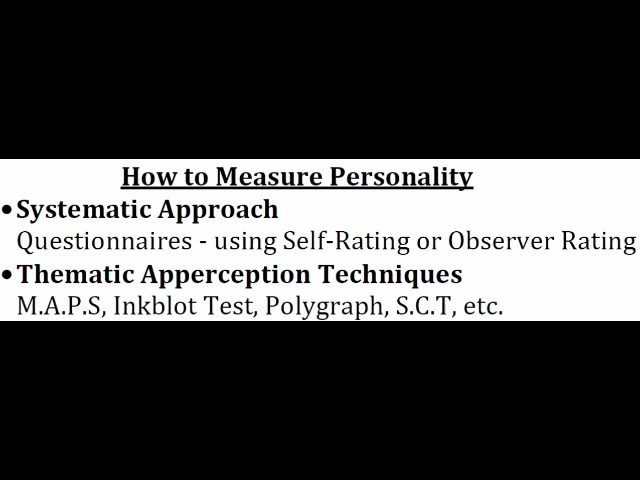 How to Measure Personality
•Systematic Approach
Questionnaires - using Self-Rating or Observer Rating
•Thematic Apperception Techniques
M.A.P.S, Inkblot Test, Polygraph, S.C.T, etc.